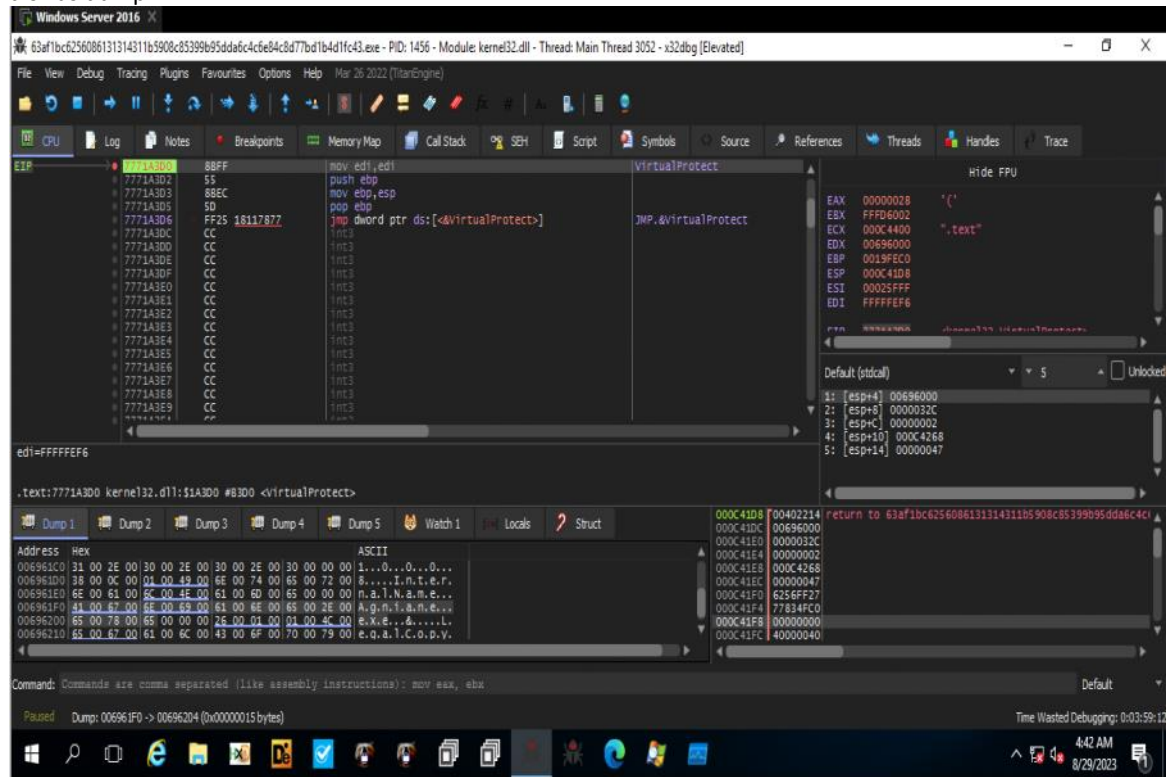 Windows Server 2016
63af1bc6256086131314311b5908c85399b95dda6c4c6e84c8d77bd1b4d1fc43.exe - PID: 1456 - Module: kernel32.dll - Thread: Main Thread 3052 - x32dbg [Elevated]
File View Debug Tracing Plugins Favourites Options Help Mar 26 2022 (TitanEngine)
CPU Log Notes Breakpoints Memory Map Call Stack SEH Script Symbols Source References Threads Handles Trace
EIP 7771A3D0 8BFF mov edi,edi VirtualProtect
7771A3D2 55 push ebp
7771A3D3 8BEC mov ebp,esp
7771A3D5 5D pop ebp
7771A3D6 FF25 18117877 jmp dword ptr ds:[<&VirtualProtect>] JMP.&VirtualProtect
7771A3DC CC int3
7771A3DD CC int3
7771A3DE CC int3
7771A3DF CC int3
7771A3E0 CC int3
7771A3E1 CC int3
7771A3E2 CC int3
7771A3E3 CC int3
7771A3E4 CC int3
7771A3E5 CC int3
7771A3E6 CC int3
7771A3E7 CC int3
7771A3E8 CC int3
7771A3E9 CC int3
Hide FPU
EAX 00000028 '('
EBX FFFD6002
ECX 000C4400 ".text"
EDX 00696000
EBP 0019FEC0
ESP 000C41D8
ESI 00025FFF
EDI FFFFFEF6
Default (stdcall) 5 Unlocked
1: [esp+4] 00696000
2: [esp+8] 0000032C
3: [esp+C] 00000002
4: [esp+10] 000C4268
5: [esp+14] 00000047
edi=FFFFFEF6
.text:7771A3D0 kernel32.dll:$1A3D0 #B3D0 <VirtualProtect>
Dump 1 Dump 2 Dump 3 Dump 4 Dump 5 Watch 1 Locals Struct
Address Hex ASCII
006961C0 31 00 2E 00 30 00 2E 00 30 00 2E 00 30 00 00 00 1...0...0...0...
006961D0 38 00 0C 00 01 00 49 00 6E 00 74 00 65 00 72 00 8.....I.n.t.e.r.
006961E0 6E 00 61 00 6C 00 4E 00 61 00 6D 00 65 00 00 00 n.a.l.N.a.m.e...
006961F0 41 00 67 00 6E 00 69 00 61 00 6E 00 65 00 2E 00 A.g.n.i.a.n.e...
00696200 65 00 78 00 65 00 00 00 26 00 01 00 01 00 4C 00 e.x.e...&.....L.
00696210 65 00 67 00 61 00 6C 00 43 00 6F 00 70 00 79 00 e.g.a.l.C.o.p.y.
000C41D8 00402214 return to 63af1bc6256086131314311b5908c85399b95dda6c4c
000C41DC 00696000
000C41E0 0000032C
000C41E4 00000002
000C41E8 000C4268
000C41EC 00000047
000C41F0 6256FF27
000C41F4 77834FC0
000C41F8 00000000
000C41FC 40000040
Command: Commands are comma separated (like assembly instructions): mov eax, ebx Default
Paused Dump: 006961F0 -> 00696204 (0x00000015 bytes) Time Wasted Debugging: 0:03:59:12
4:42 AM
8/29/2023